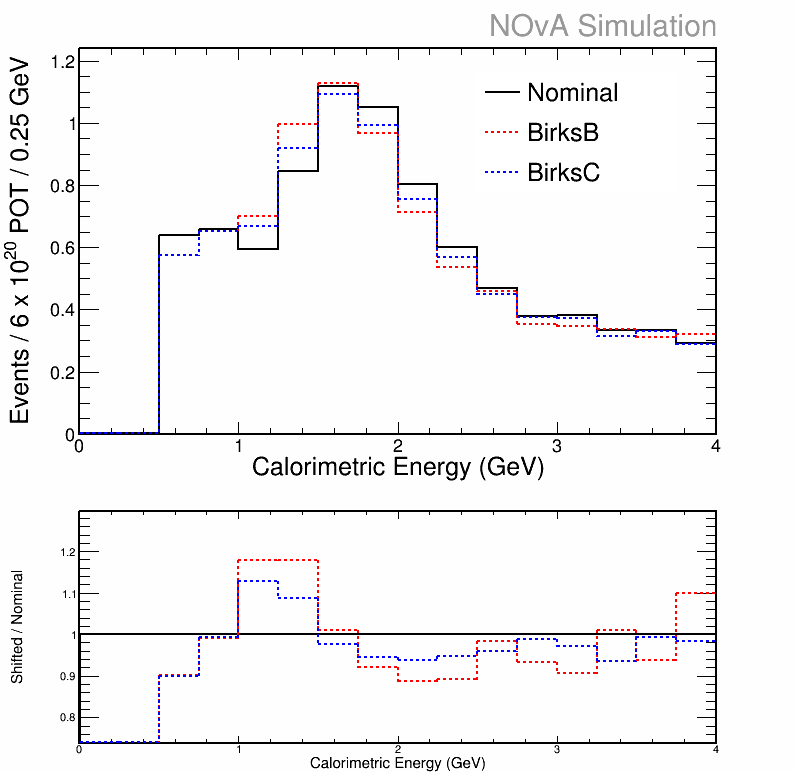 NOvA Simulation
Events / 6 x 10^20 POT / 0.25 GeV
1.2
1
0.8
0.6
0.4
0.2
0
Nominal
BirksB
BirksC
0 1 2 3 4
Calorimetric Energy (GeV)
Shifted / Nominal
1.2
1.1
1
0.9
0.8
0 1 2 3 4
Calorimetric Energy (GeV)